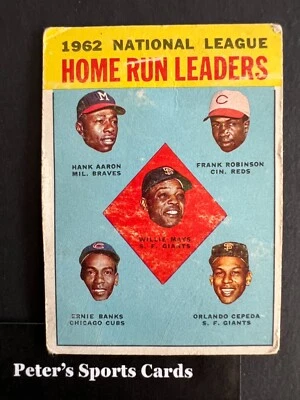 1962 NATIONAL LEAGUE
HOME RUN LEADERS
HANK AARON
MIL. BRAVES
FRANK ROBINSON
CIN. REDS
WILLIE MAYS
S. F. GIANTS
ERNIE BANKS
CHICAGO CUBS
ORLANDO CEPEDA
S. F. GIANTS
Peter's Sports Cards